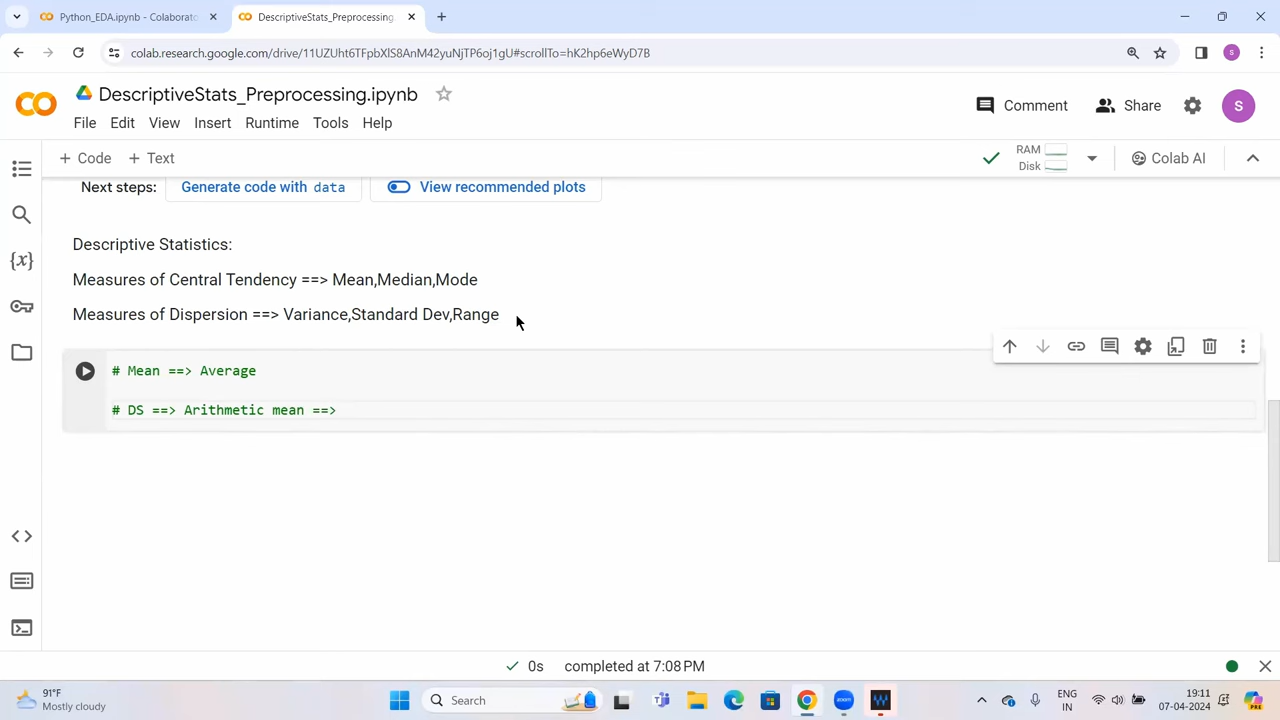 Python_EDA.ipynb - Colaborato
DescriptiveStats_Preprocessing.
colab.research.google.com/drive/11UZUht6TFpbXlS8AnM42yuNjTP6oj1gU#scrollTo=hK2hp6eWyD7B
S
DescriptiveStats_Preprocessing.ipynb
Comment
Share
S
File Edit View Insert Runtime Tools Help
+ Code + Text
RAM
Disk
Colab AI
Next steps: Generate code with data View recommended plots
Descriptive Statistics:
Measures of Central Tendency ==> Mean,Median,Mode
Measures of Dispersion ==> Variance,Standard Dev,Range
# Mean ==> Average
# DS ==> Arithmetic mean ==>
{x}
0s completed at 7:08 PM
91°F
Mostly cloudy
Search
zoom
ENG
IN
19:11
07-04-2024
PRE